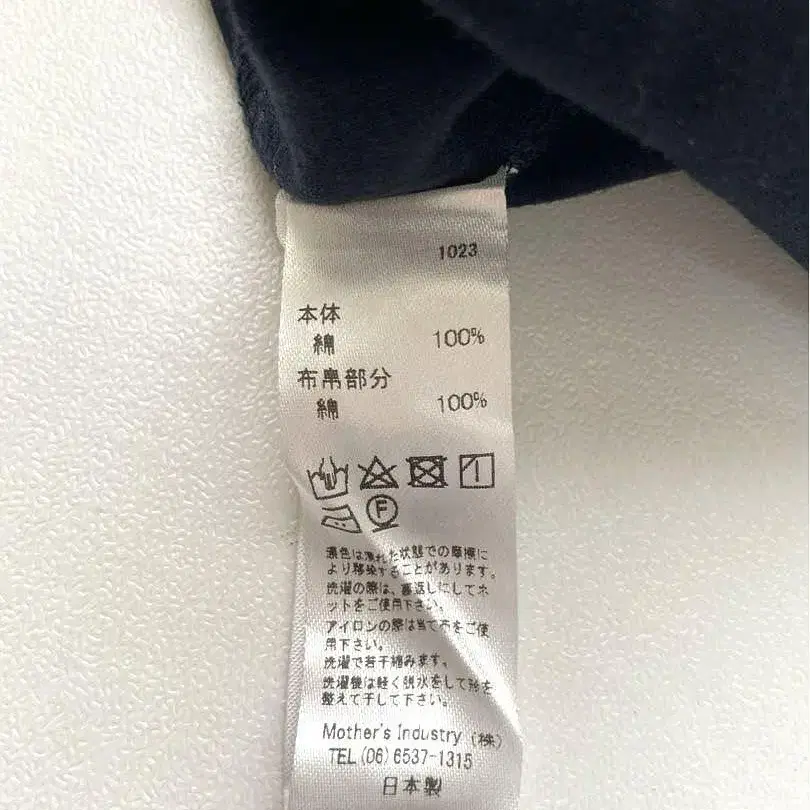 1023
本体
綿 100%
布帛部分
綿 100%
F
濃色は濡れた状態での摩擦に
より移染することがあります。
洗濯の際は、裏返しにしてネ
ットをご使用下さい。
アイロンの際は当て布をご使
用下さい。
洗濯で若干縮みます。
洗濯後は軽く脱水をして形を
整えて干して下さい。
Mother's Industry (株)
TEL(06)6537-1315
日本製